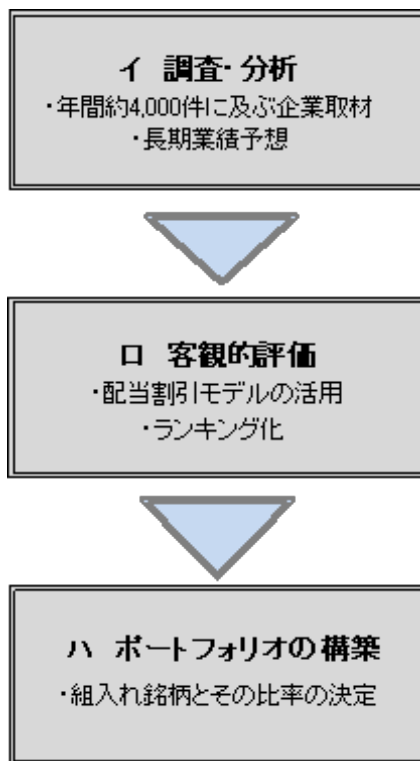 イ 調査・分析
・年間約4,000件に及ぶ企業取材
・長期業績予想
ロ 客観的評価
・配当割引モデルの活用
・ランキング化
ハ ポートフォリオの構築
・組入れ銘柄とその比率の決定